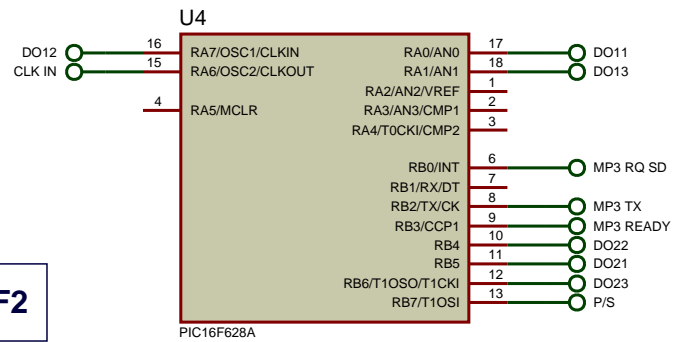 U4
DO12 16 RA7/OSC1/CLKIN RA0/AN0 17 DO11
CLK IN 15 RA6/OSC2/CLKOUT RA1/AN1 18 DO13
RA2/AN2/VREF 1
4 RA5/MCLR RA3/AN3/CMP1 2
RA4/T0CKI/CMP2 3
RB0/INT 6 MP3 RQ SD
RB1/RX/DT 7
RB2/TX/CK 8 MP3 TX
RB3/CCP1 9 MP3 READY
RB4 10 DO22
RB5 11 DO21
RB6/T1OSO/T1CKI 12 DO23
F2 RB7/T1OSI 13 P/S
PIC16F628A